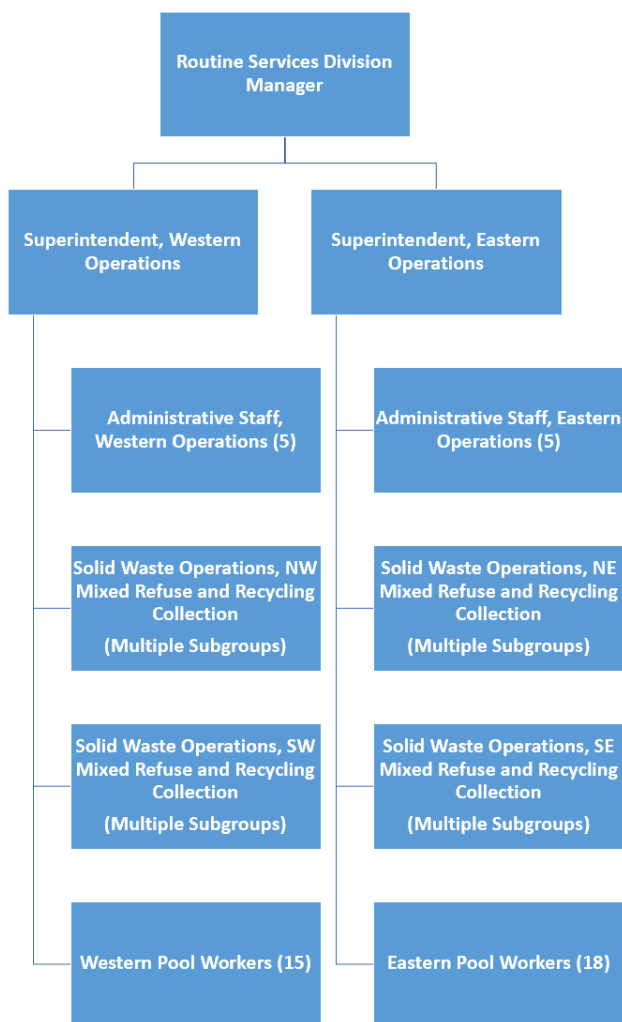 Routine Services Division
Manager
Superintendent, Western
Operations
Superintendent, Eastern
Operations
Administrative Staff,
Western Operations (5)
Administrative Staff, Eastern
Operations (5)
Solid Waste Operations, NW
Mixed Refuse and Recycling
Collection
(Multiple Subgroups)
Solid Waste Operations, NE
Mixed Refuse and Recycling
Collection
(Multiple Subgroups)
Solid Waste Operations, SW
Mixed Refuse and Recycling
Collection
(Multiple Subgroups)
Solid Waste Operations, SE
Mixed Refuse and Recycling
Collection
(Multiple Subgroups)
Western Pool Workers (15)
Eastern Pool Workers (18)